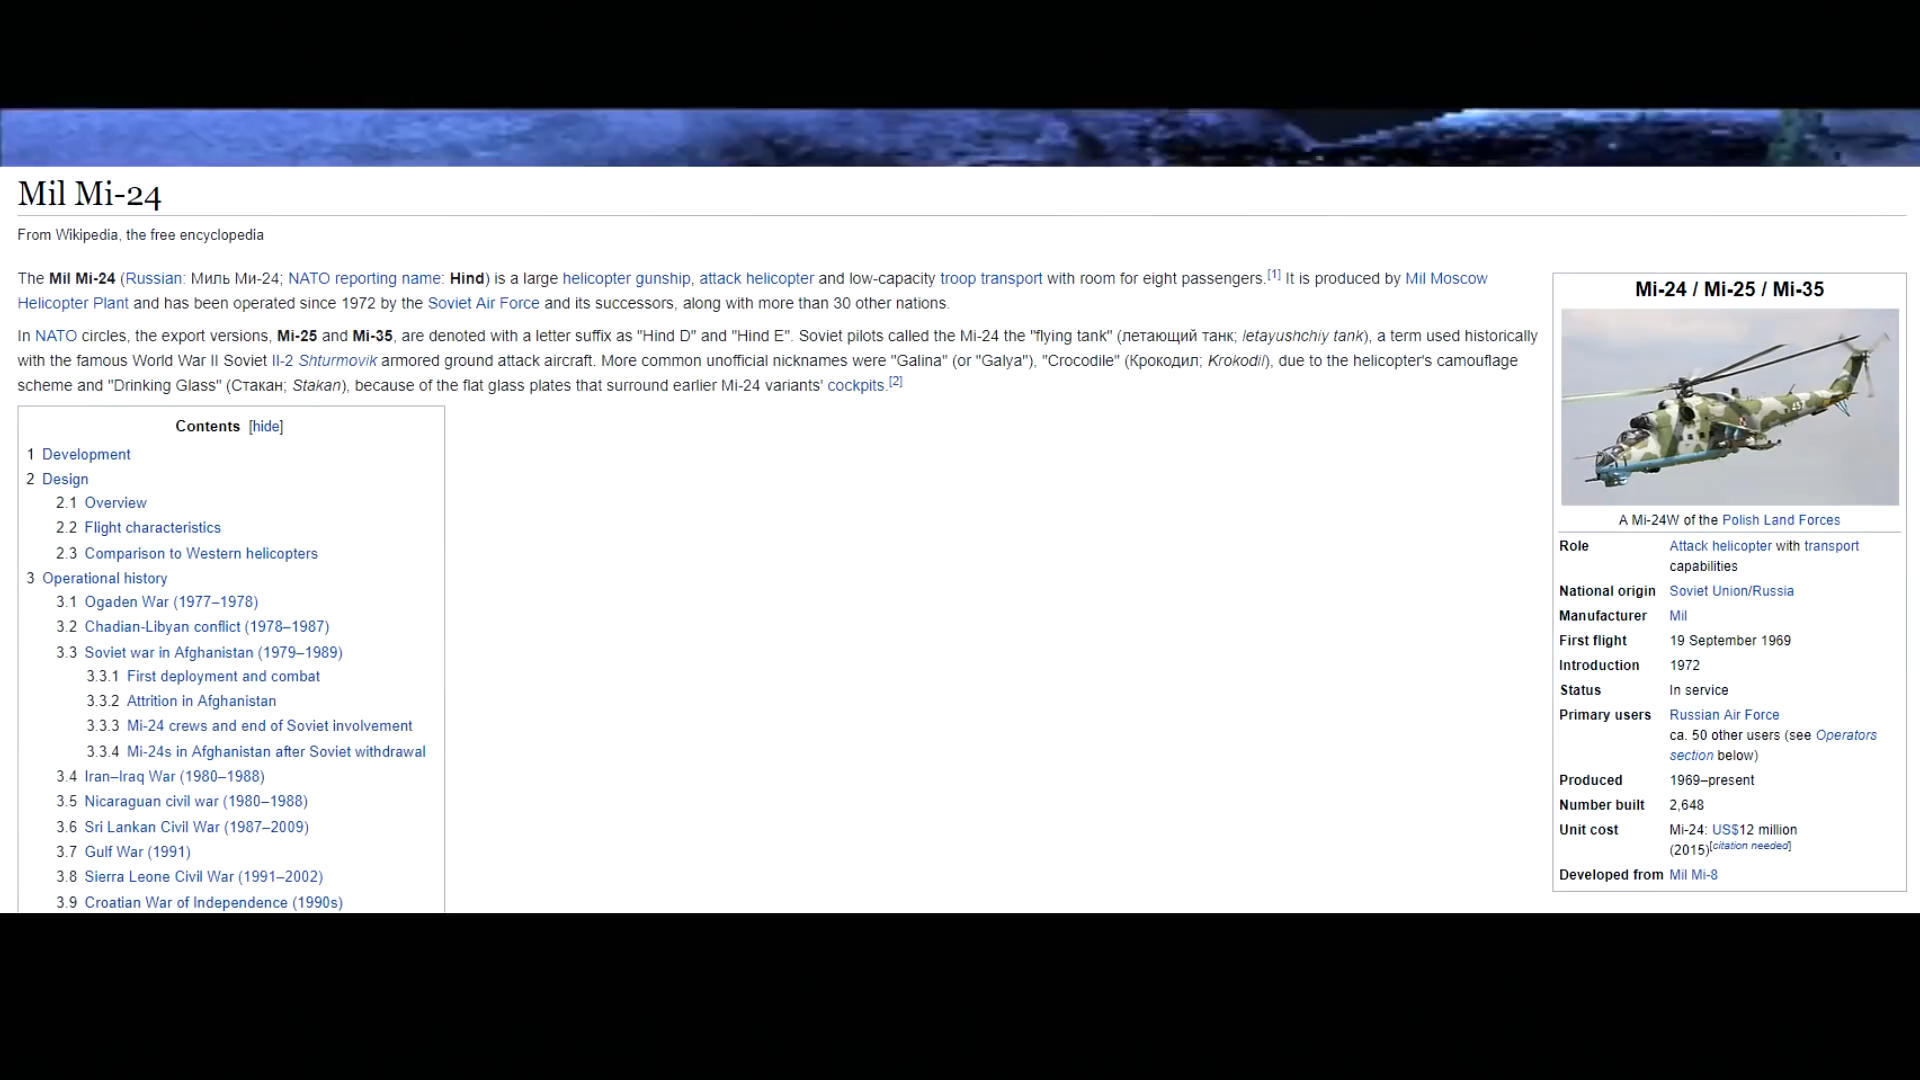 Mil Mi-24
From Wikipedia, the free encyclopedia
The Mil Mi-24 (Russian: Миль Ми-24; NATO reporting name: Hind) is a large helicopter gunship, attack helicopter and low-capacity troop transport with room for eight passengers.[1] It is produced by Mil Moscow
Helicopter Plant and has been operated since 1972 by the Soviet Air Force and its successors, along with more than 30 other nations.
In NATO circles, the export versions, Mi-25 and Mi-35, are denoted with a letter suffix as "Hind D" and "Hind E". Soviet pilots called the Mi-24 the "flying tank" (летающий танк; letayushchiy tank), a term used historically
with the famous World War II Soviet Il-2 Shturmovik armored ground attack aircraft. More common unofficial nicknames were "Galina" (or "Galya"), "Crocodile" (Крокодил; Krokodil), due to the helicopter's camouflage
scheme and "Drinking Glass" (Стакан; Stakan), because of the flat glass plates that surround earlier Mi-24 variants' cockpits.[2]
Contents [hide]
1 Development
2 Design
2.1 Overview
2.2 Flight characteristics
2.3 Comparison to Western helicopters
3 Operational history
3.1 Ogaden War (1977–1978)
3.2 Chadian-Libyan conflict (1978–1987)
3.3 Soviet war in Afghanistan (1979–1989)
3.3.1 First deployment and combat
3.3.2 Attrition in Afghanistan
3.3.3 Mi-24 crews and end of Soviet involvement
3.3.4 Mi-24s in Afghanistan after Soviet withdrawal
3.4 Iran–Iraq War (1980–1988)
3.5 Nicaraguan civil war (1980–1988)
3.6 Sri Lankan Civil War (1987–2009)
3.7 Gulf War (1991)
3.8 Sierra Leone Civil War (1991–2002)
3.9 Croatian War of Independence (1990s)
Mi-24 / Mi-25 / Mi-35
457
A Mi-24W of the Polish Land Forces
Role Attack helicopter with transport
capabilities
National origin Soviet Union/Russia
Manufacturer Mil
First flight 19 September 1969
Introduction 1972
Status In service
Primary users Russian Air Force
ca. 50 other users (see Operators
section below)
Produced 1969–present
Number built 2,648
Unit cost Mi-24: US$12 million
(2015)[citation needed]
Developed from Mil Mi-8